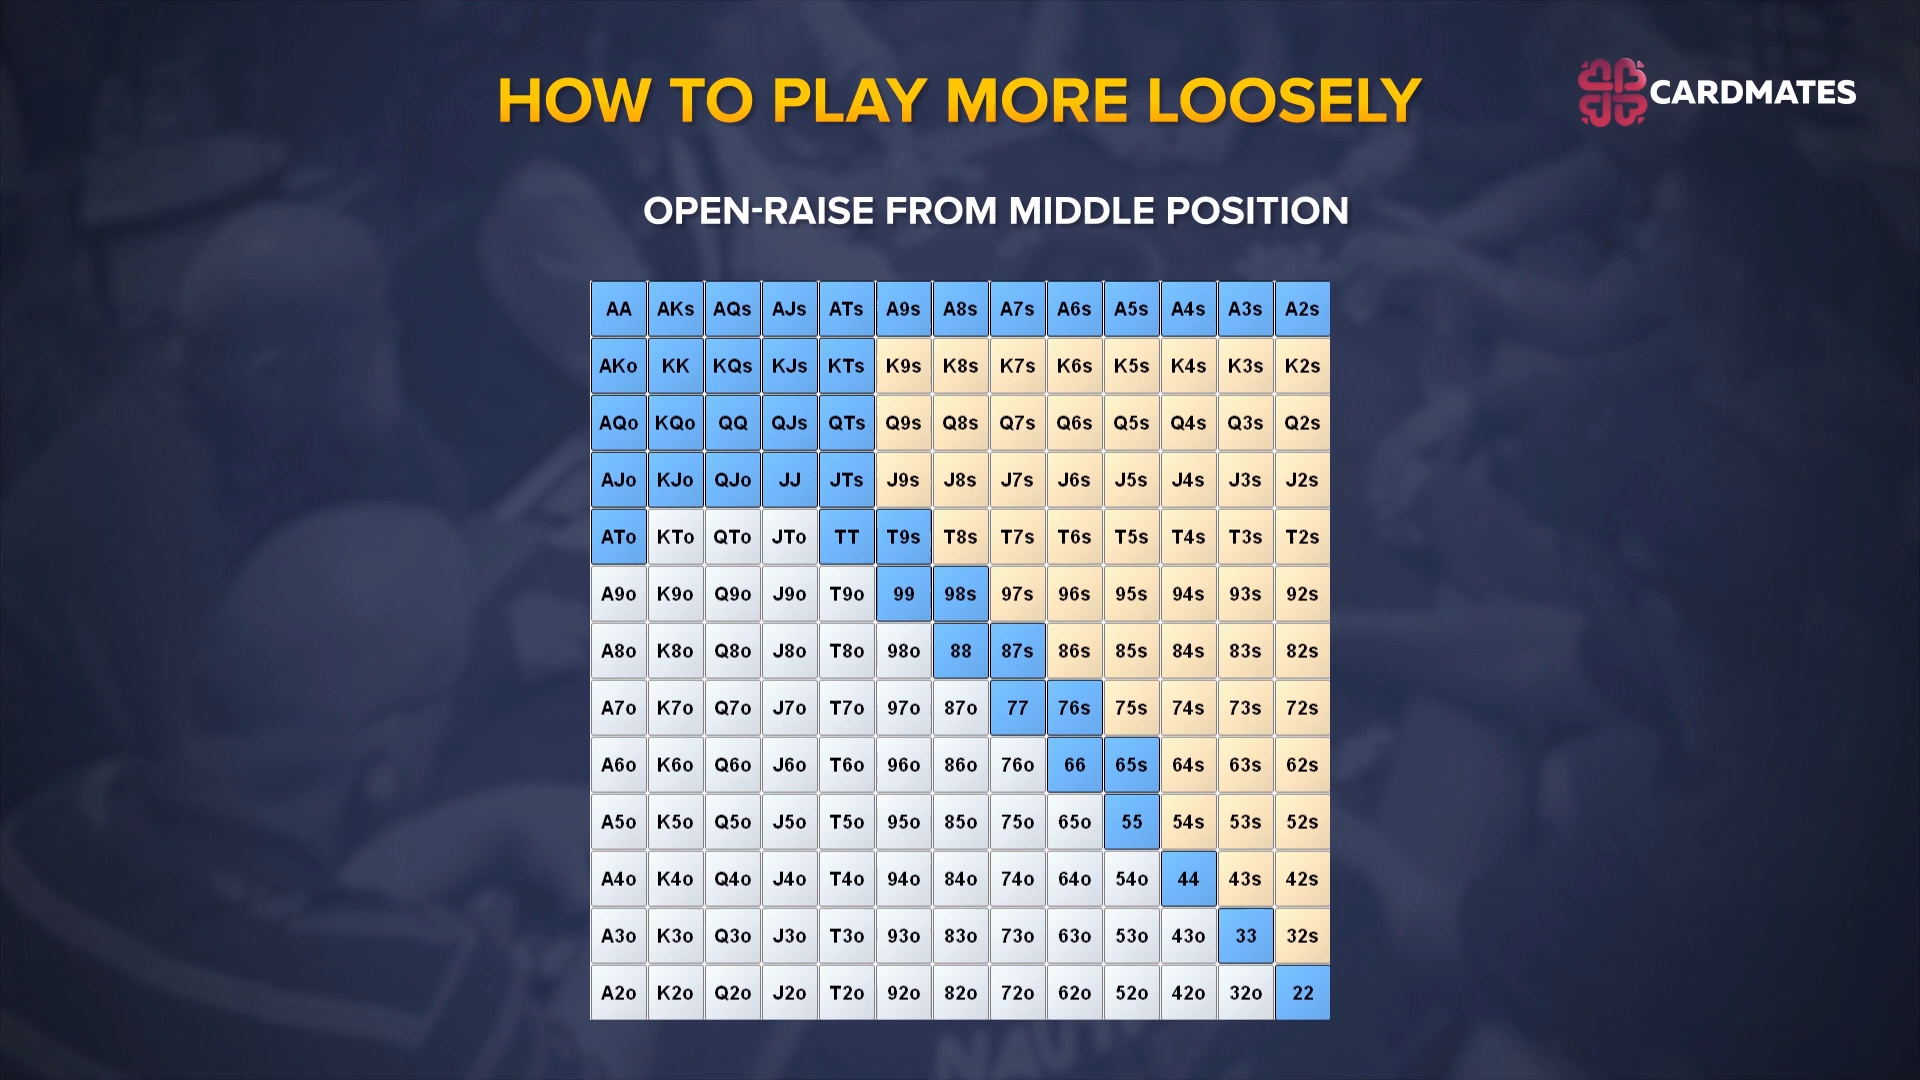 HOW TO PLAY MORE LOOSELY
CARDMATES
OPEN-RAISE FROM MIDDLE POSITION
AA AKs AQs AJs ATs A9s A8s A7s A6s A5s A4s A3s A2s
AKo KK KQs KJs KTs K9s K8s K7s K6s K5s K4s K3s K2s
AQo KQo QQ QJs QTs Q9s Q8s Q7s Q6s Q5s Q4s Q3s Q2s
AJo KJo QJo JJ JTs J9s J8s J7s J6s J5s J4s J3s J2s
ATo KTo QTo JTo TT T9s T8s T7s T6s T5s T4s T3s T2s
A9o K9o Q9o J9o T9o 99 98s 97s 96s 95s 94s 93s 92s
A8o K8o Q8o J8o T8o 98o 88 87s 86s 85s 84s 83s 82s
A7o K7o Q7o J7o T7o 97o 87o 77 76s 75s 74s 73s 72s
A6o K6o Q6o J6o T6o 96o 86o 76o 66 65s 64s 63s 62s
A5o K5o Q5o J5o T5o 95o 85o 75o 65o 55 54s 53s 52s
A4o K4o Q4o J4o T4o 94o 84o 74o 64o 54o 44 43s 42s
A3o K3o Q3o J3o T3o 93o 83o 73o 63o 53o 43o 33 32s
A2o K2o Q2o J2o T2o 92o 82o 72o 62o 52o 42o 32o 22